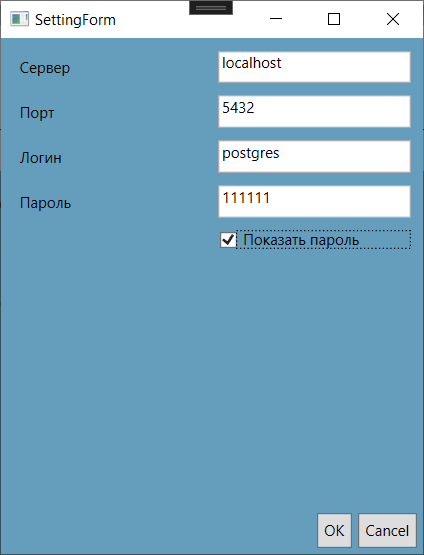 SettingForm
Сервер localhost
Порт 5432
Логин postgres
Пароль 111111
Показать пароль
OK Cancel